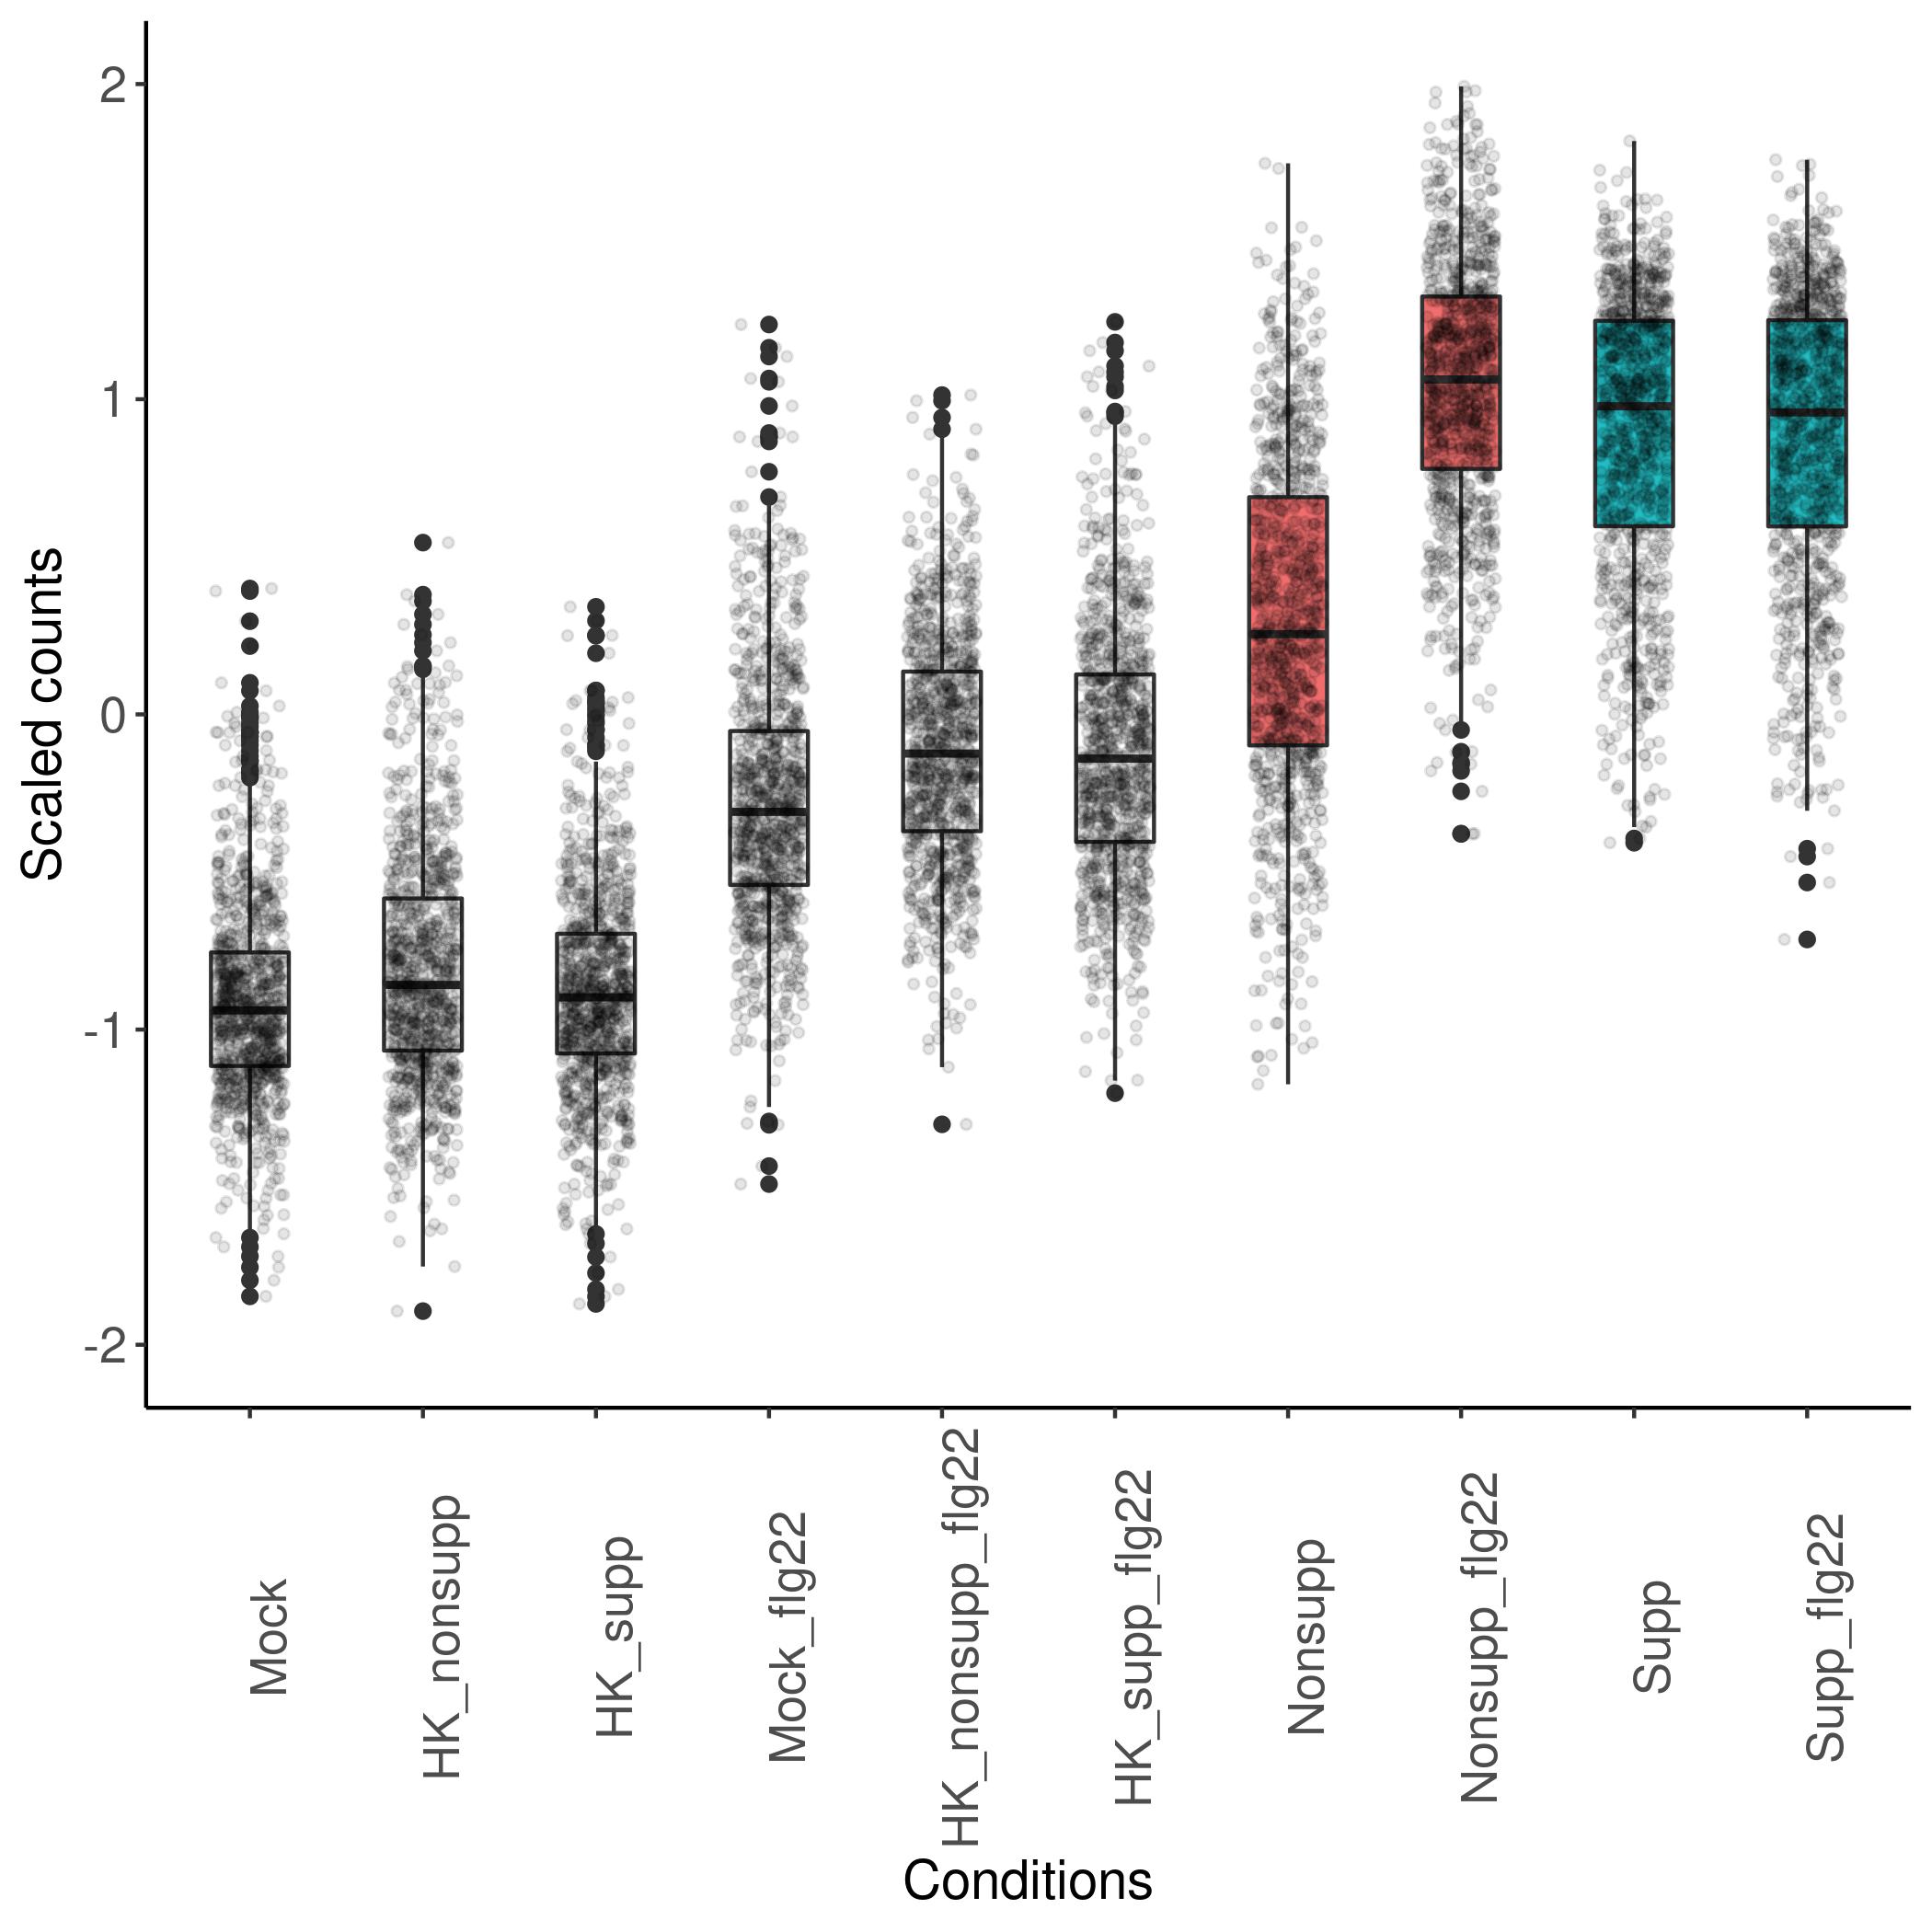 Scaled counts
2
1
0
-1
-2
Mock
HK_nonsupp
HK_supp
Mock_flg22
HK_nonsupp_flg22
HK_supp_flg22
Nonsupp
Nonsupp_flg22
Supp
Supp_flg22
Conditions